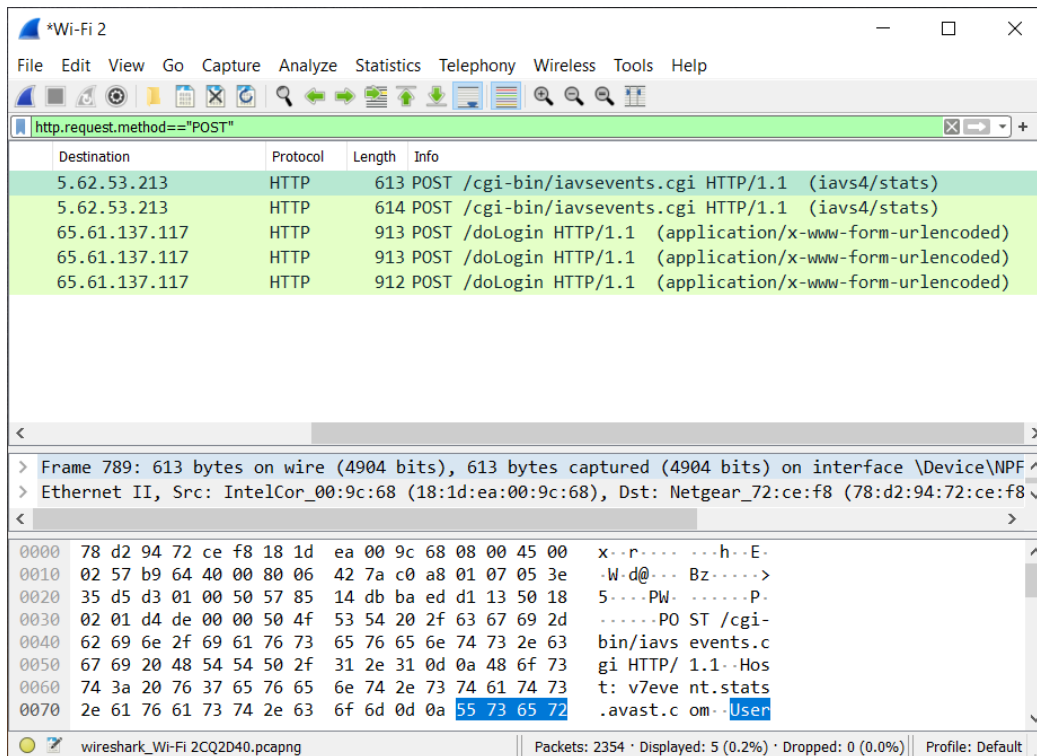 *Wi-Fi 2
File Edit View Go Capture Analyze Statistics Telephony Wireless Tools Help
http.request.method=="POST"
Destination Protocol Length Info
5.62.53.213 HTTP 613 POST /cgi-bin/iavsevents.cgi HTTP/1.1 (iavs4/stats)
5.62.53.213 HTTP 614 POST /cgi-bin/iavsevents.cgi HTTP/1.1 (iavs4/stats)
65.61.137.117 HTTP 913 POST /doLogin HTTP/1.1 (application/x-www-form-urlencoded)
65.61.137.117 HTTP 913 POST /doLogin HTTP/1.1 (application/x-www-form-urlencoded)
65.61.137.117 HTTP 912 POST /doLogin HTTP/1.1 (application/x-www-form-urlencoded)
Frame 789: 613 bytes on wire (4904 bits), 613 bytes captured (4904 bits) on interface \Device\NPF
Ethernet II, Src: IntelCor_00:9c:68 (18:1d:ea:00:9c:68), Dst: Netgear_72:ce:f8 (78:d2:94:72:ce:f8
0000 78 d2 94 72 ce f8 18 1d ea 00 9c 68 08 00 45 00 x··r···· ···h··E·
0010 02 57 b9 64 40 00 80 06 42 7a c0 a8 01 07 05 3e ·W·d@··· Bz·····>
0020 35 d5 d3 01 00 50 57 85 14 db ba ed d1 13 50 18 5····PW· ······P·
0030 02 01 d4 de 00 00 50 4f 53 54 20 2f 63 67 69 2d ······PO ST /cgi-
0040 62 69 6e 2f 69 61 76 73 65 76 65 6e 74 73 2e 63 bin/iavs events.c
0050 67 69 20 48 54 54 50 2f 31 2e 31 0d 0a 48 6f 73 gi HTTP/ 1.1··Hos
0060 74 3a 20 76 37 65 76 65 6e 74 2e 73 74 61 74 73 t: v7eve nt.stats
0070 2e 61 76 61 73 74 2e 63 6f 6d 0d 0a 55 73 65 72 .avast.c om··User
wireshark_Wi-Fi 2CQ2D40.pcapng Packets: 2354 · Displayed: 5 (0.2%) · Dropped: 0 (0.0%) Profile: Default